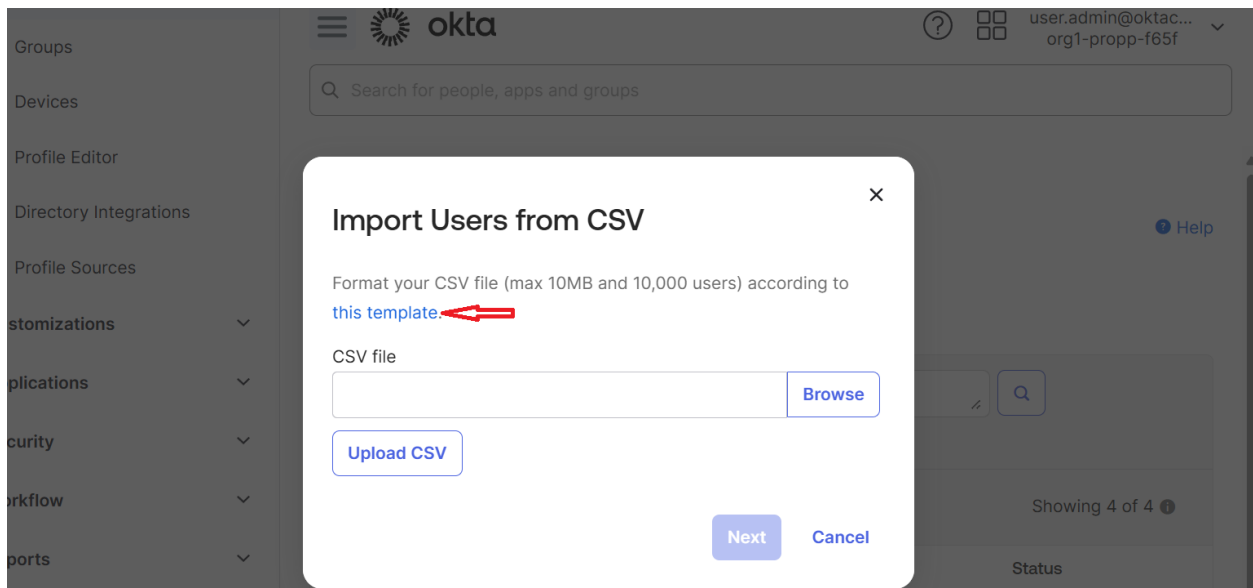 Groups
Devices
Profile Editor
Directory Integrations
Profile Sources
stomizations
plications
curity
orkflow
ports
okta
user.admin@oktac...
org1-propp-f65f
Search for people, apps and groups
Help
Import Users from CSV
Format your CSV file (max 10MB and 10,000 users) according to
this template.
CSV file
Browse
Upload CSV
Next Cancel
Showing 4 of 4
Status